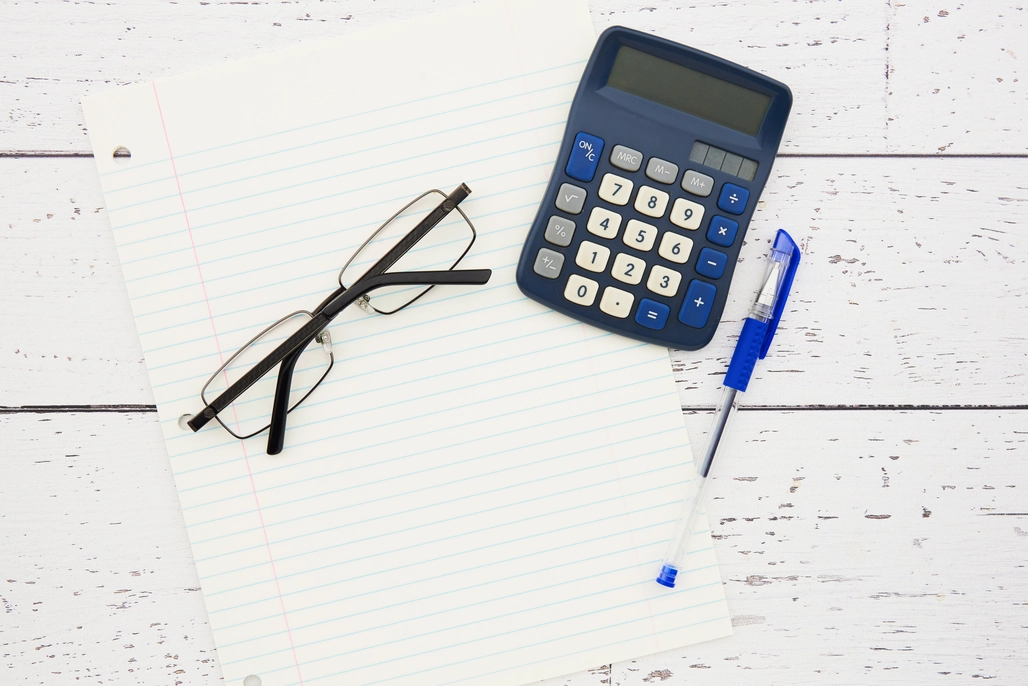 ON/C MRC M− M+ ÷
√ 7 8 9 ×
% 4 5 6 −
+/− 1 2 3 +
0 · =